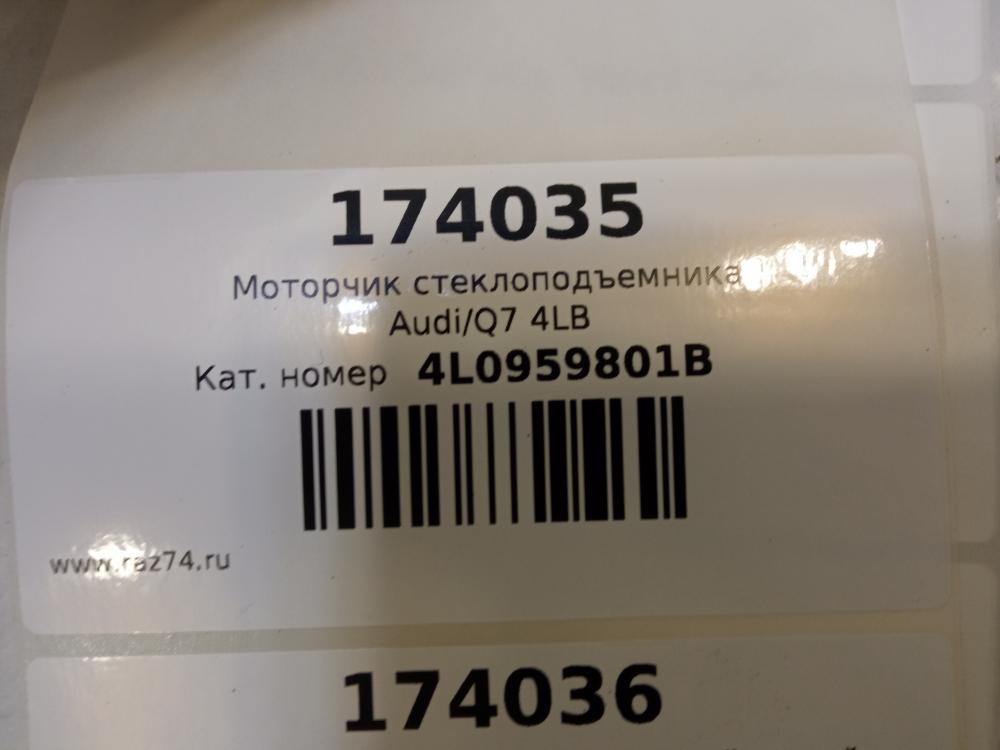 174035
Моторчик стеклоподъемника
Audi/Q7 4LB
Кат. номер 4L0959801B
www.raz74.ru
174036